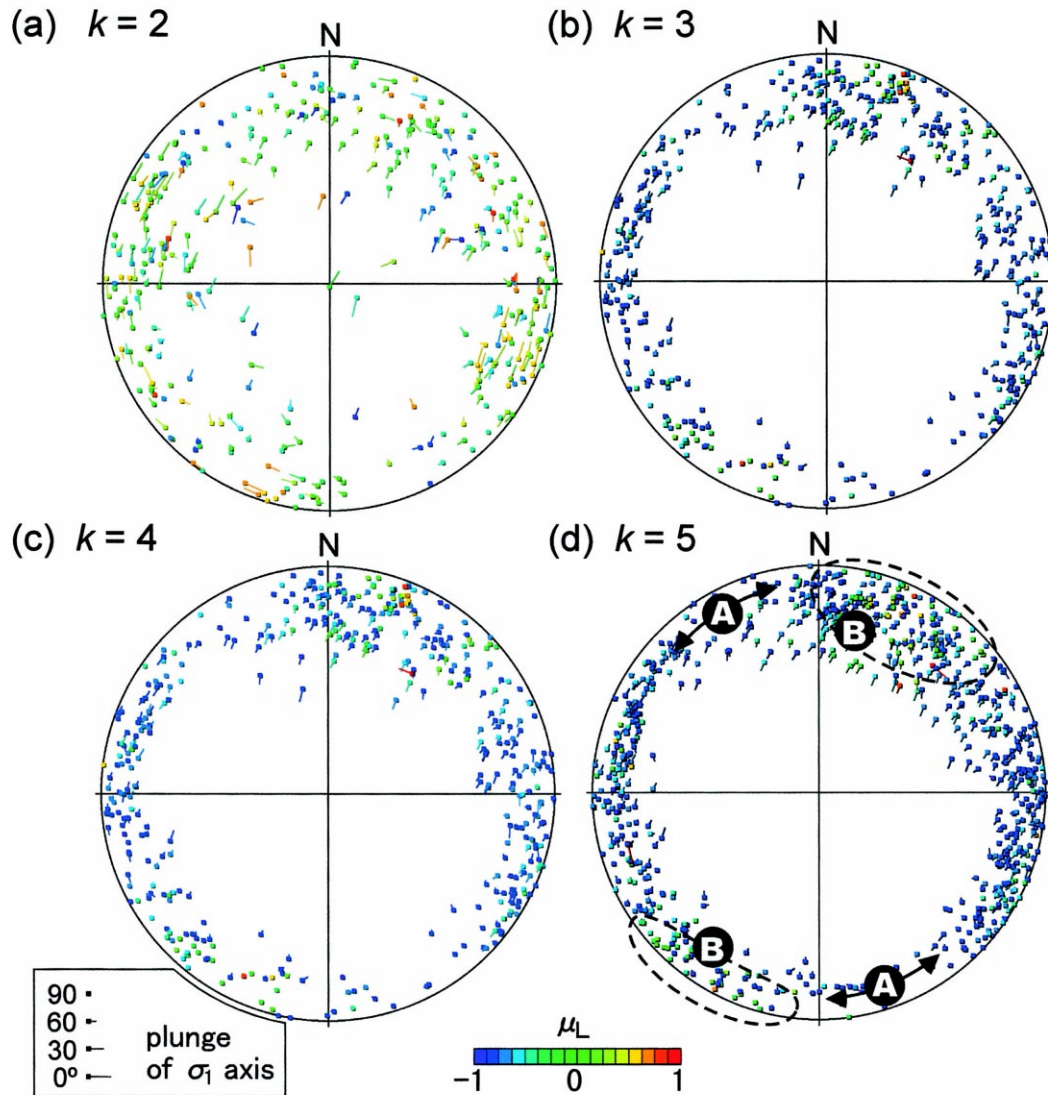 (a) k = 2
N
(b) k = 3
N
(c) k = 4
N
(d) k = 5
N
A
B
B
A
90
60
30
0º
plunge
of σ1 axis
μL
-1 0 1